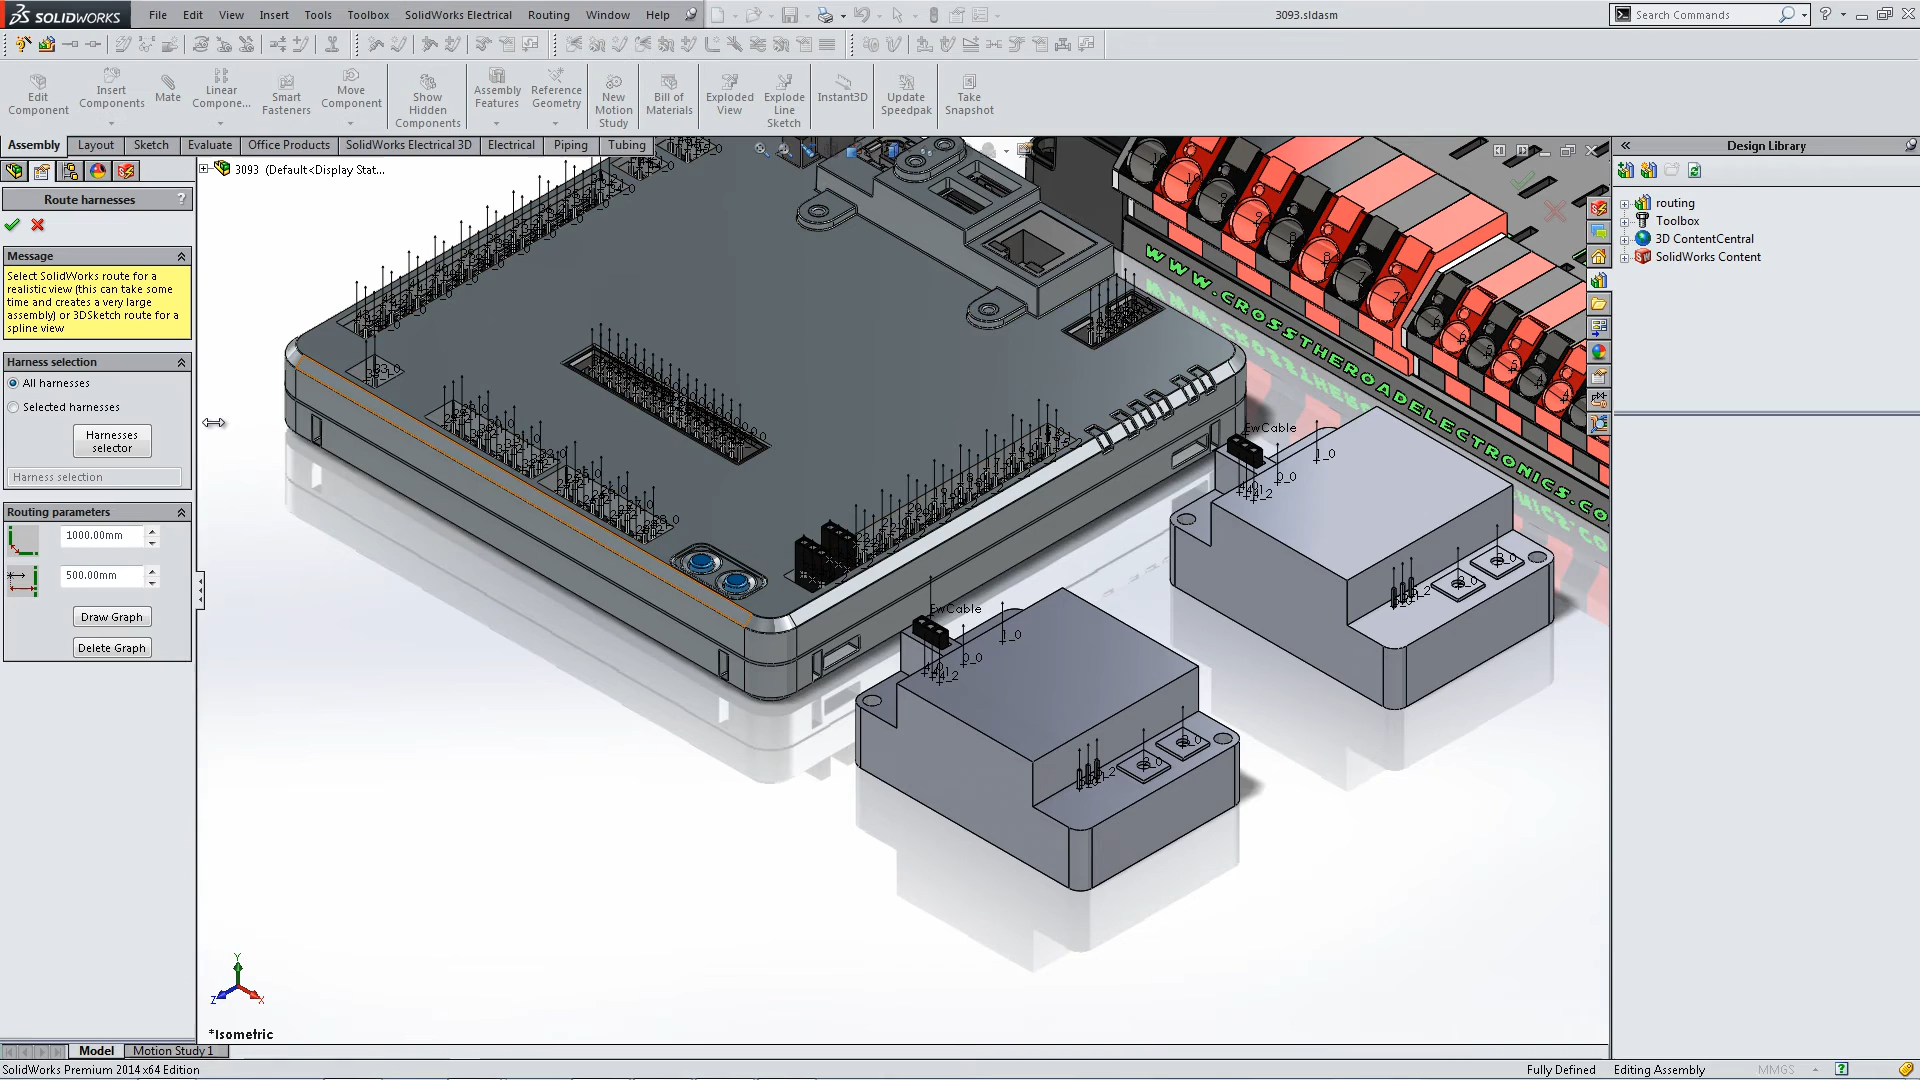 SOLIDWORKS File Edit View Insert Tools Toolbox SolidWorks Electrical Routing Window Help 3093.sldasm Search Commands
Edit Component
Insert Components
Mate
Linear Compone...
Smart Fasteners
Move Component
Show Hidden Components
Assembly Features
Reference Geometry
New Motion Study
Bill of Materials
Exploded View
Explode Line Sketch
Instant3D
Update Speedpak
Take Snapshot
Assembly Layout Sketch Evaluate Office Products SolidWorks Electrical 3D Electrical Piping Tubing
Design Library
3093 (Default<Display Stat...
Route harnesses ?
Message
Select SolidWorks route for a
realistic view (this can take some
time and creates a very large
assembly) or 3DSketch route for a
spline view
Harness selection
All harnesses
Selected harnesses
Harnesses
selector
Harness selection
Routing parameters
1000.00mm
500.00mm
Draw Graph
Delete Graph
routing
Toolbox
3D ContentCentral
SolidWorks Content
WWW.CROSSTHEROADELECTRONICS.CO
EwCable
1_0
0_0
EwCable
1_0
0_0
Y
Z
X
*Isometric
Model Motion Study 1
SolidWorks Premium 2014 x64 Edition Fully Defined Editing Assembly MMGS